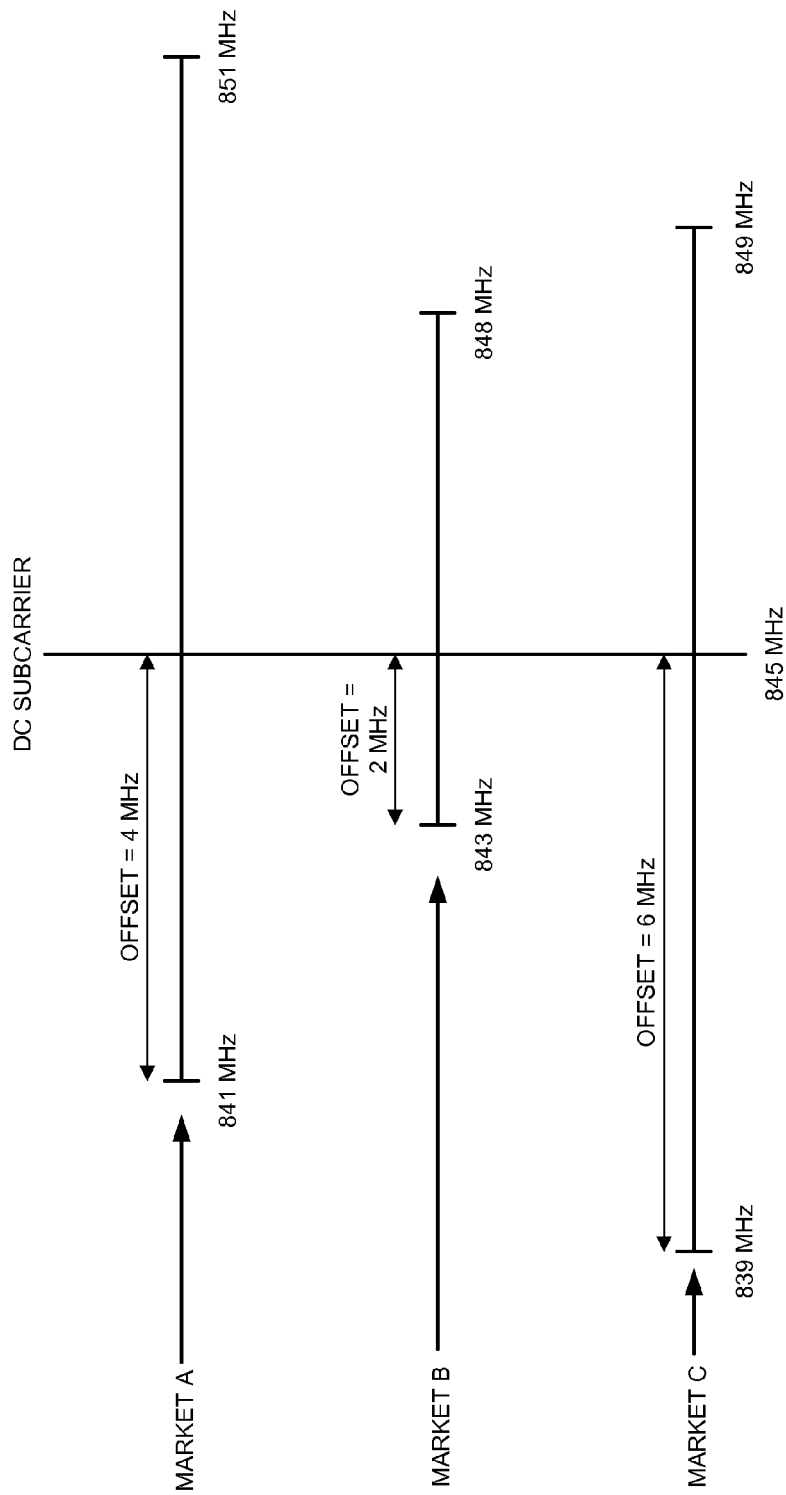 DC SUBCARRIER
MARKET A
OFFSET = 4 MHz
841 MHz
851 MHz
MARKET B
OFFSET =
2 MHz
843 MHz
848 MHz
MARKET C
OFFSET = 6 MHz
839 MHz
849 MHz
845 MHz